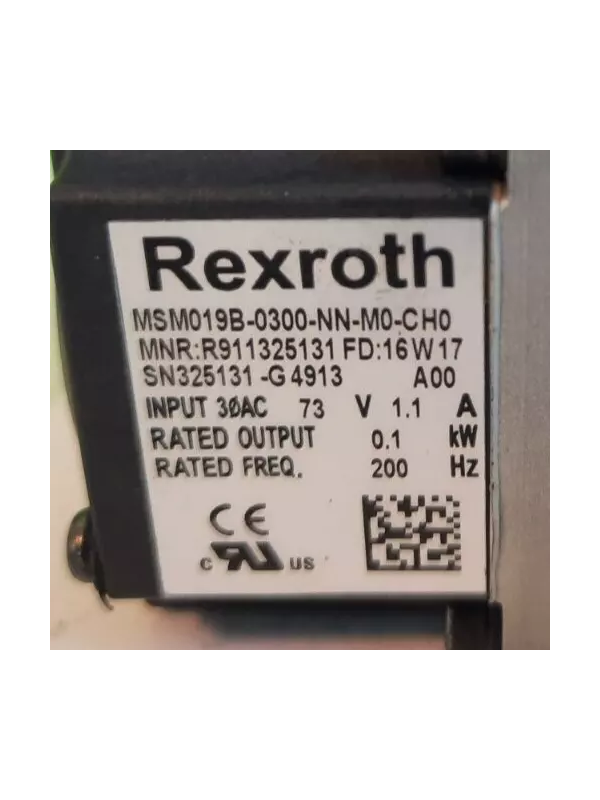 Rexroth
MSM019B-0300-NN-M0-CH0
MNR:R911325131 FD:16W17
SN325131-G4913 A00
INPUT 3ØAC 73 V 1.1 A
RATED OUTPUT 0.1 kW
RATED FREQ. 200 Hz
CE
c RU US